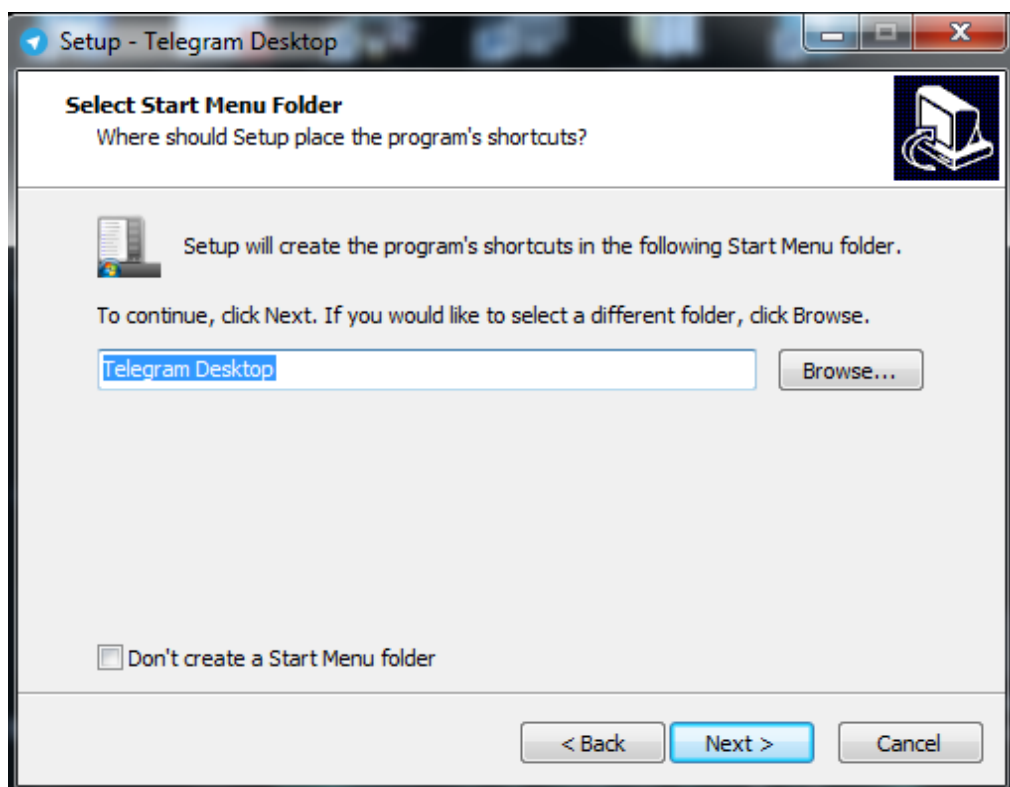 Setup - Telegram Desktop
Select Start Menu Folder
Where should Setup place the program's shortcuts?
Setup will create the program's shortcuts in the following Start Menu folder.
To continue, click Next. If you would like to select a different folder, click Browse.
Telegram Desktop
Browse...
Don't create a Start Menu folder
< Back
Next >
Cancel